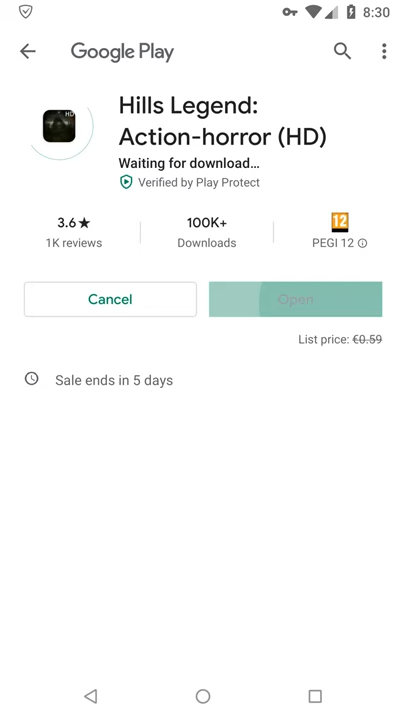 8:30
Google Play
HD
Hills Legend:
Action-horror (HD)
Waiting for download…
Verified by Play Protect
3.6★
1K reviews
100K+
Downloads
12
PEGI 12
Cancel
Open
List price: €0.59
Sale ends in 5 days